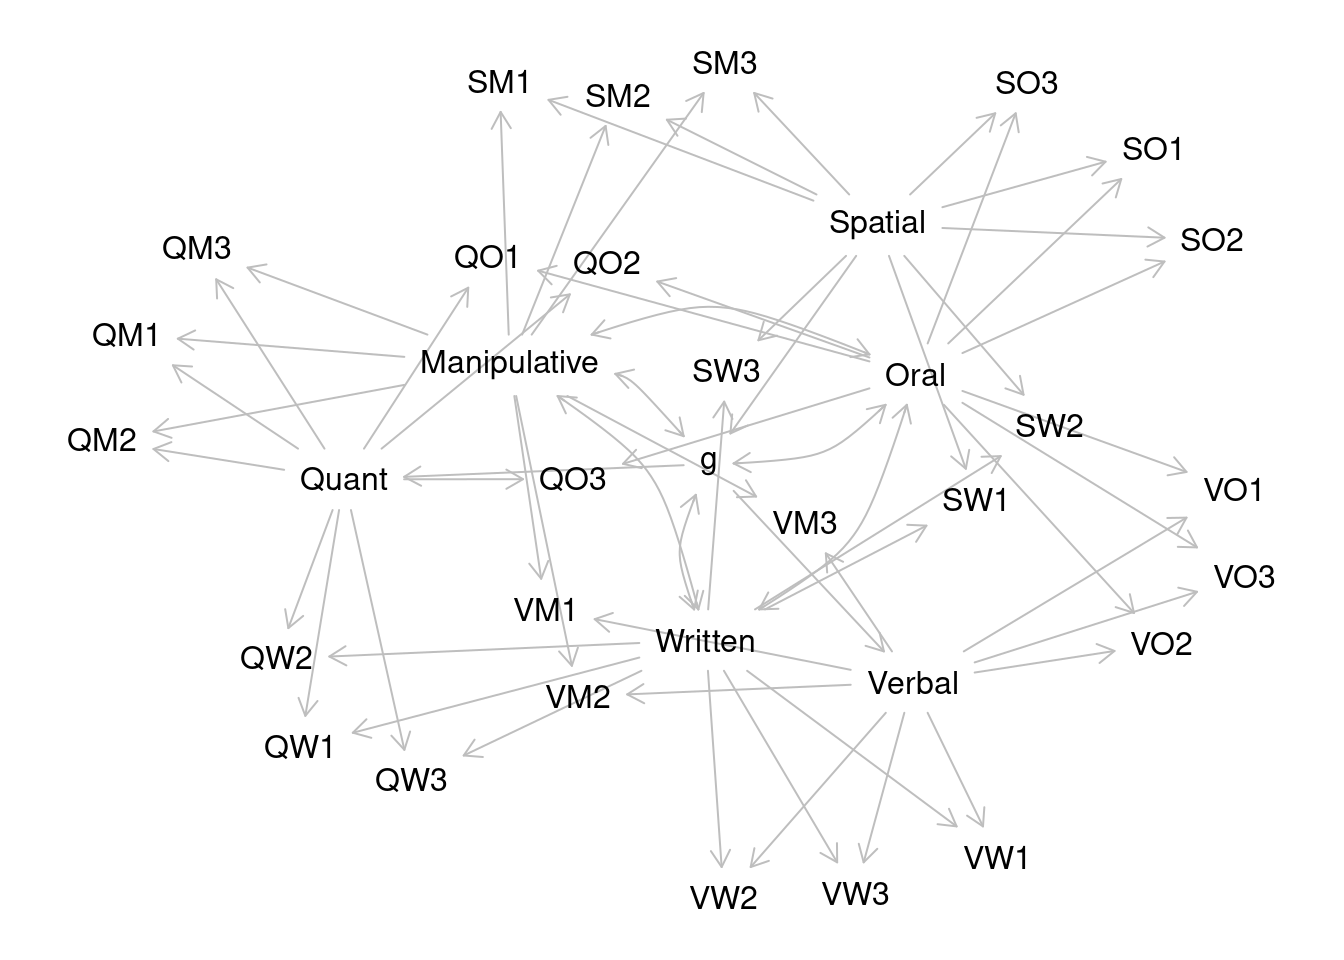 SM3
SM1
SM2
SO3
SO1
Spatial
SO2
QM3
QO1
QO2
QM1
Manipulative
SW3
Oral
QM2
SW2
g
Quant
QO3
VO1
SW1
VM3
VO3
VM1
Written
VO2
QW2
Verbal
VM2
QW1
QW3
VW1
VW2
VW3